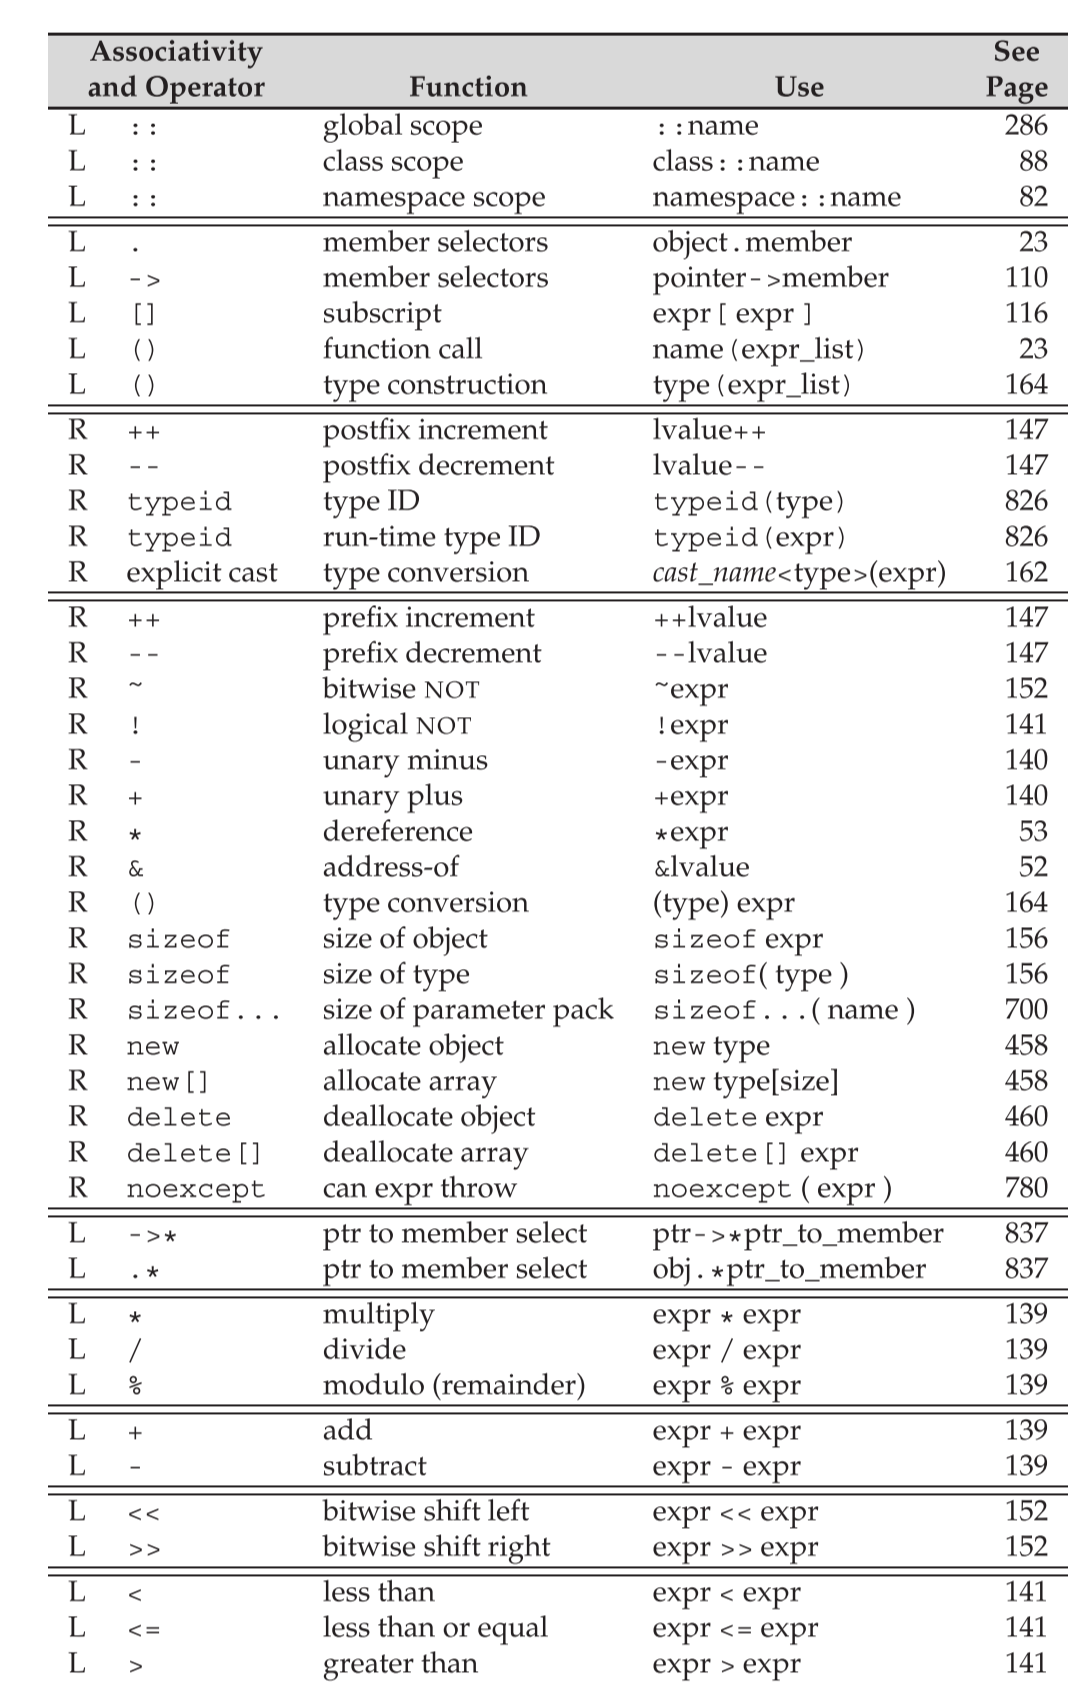 Associativity and Operator Function Use See Page
L :: global scope ::name 286
L :: class scope class::name 88
L :: namespace scope namespace::name 82
L . member selectors object.member 23
L -> member selectors pointer->member 110
L [] subscript expr[ expr ] 116
L () function call name(expr_list) 23
L () type construction type(expr_list) 164
R ++ postfix increment lvalue++ 147
R -- postfix decrement lvalue-- 147
R typeid type ID typeid(type) 826
R typeid run-time type ID typeid(expr) 826
R explicit cast type conversion cast_name<type>(expr) 162
R ++ prefix increment ++lvalue 147
R -- prefix decrement --lvalue 147
R ~ bitwise NOT ~expr 152
R ! logical NOT !expr 141
R - unary minus -expr 140
R + unary plus +expr 140
R * dereference *expr 53
R & address-of &lvalue 52
R () type conversion (type) expr 164
R sizeof size of object sizeof expr 156
R sizeof size of type sizeof( type ) 156
R sizeof... size of parameter pack sizeof...( name ) 700
R new allocate object new type 458
R new[] allocate array new type[size] 458
R delete deallocate object delete expr 460
R delete[] deallocate array delete[] expr 460
R noexcept can expr throw noexcept ( expr ) 780
L ->* ptr to member select ptr->*ptr_to_member 837
L .* ptr to member select obj.*ptr_to_member 837
L * multiply expr * expr 139
L / divide expr / expr 139
L % modulo (remainder) expr % expr 139
L + add expr + expr 139
L - subtract expr - expr 139
L << bitwise shift left expr << expr 152
L >> bitwise shift right expr >> expr 152
L < less than expr < expr 141
L <= less than or equal expr <= expr 141
L > greater than expr > expr 141